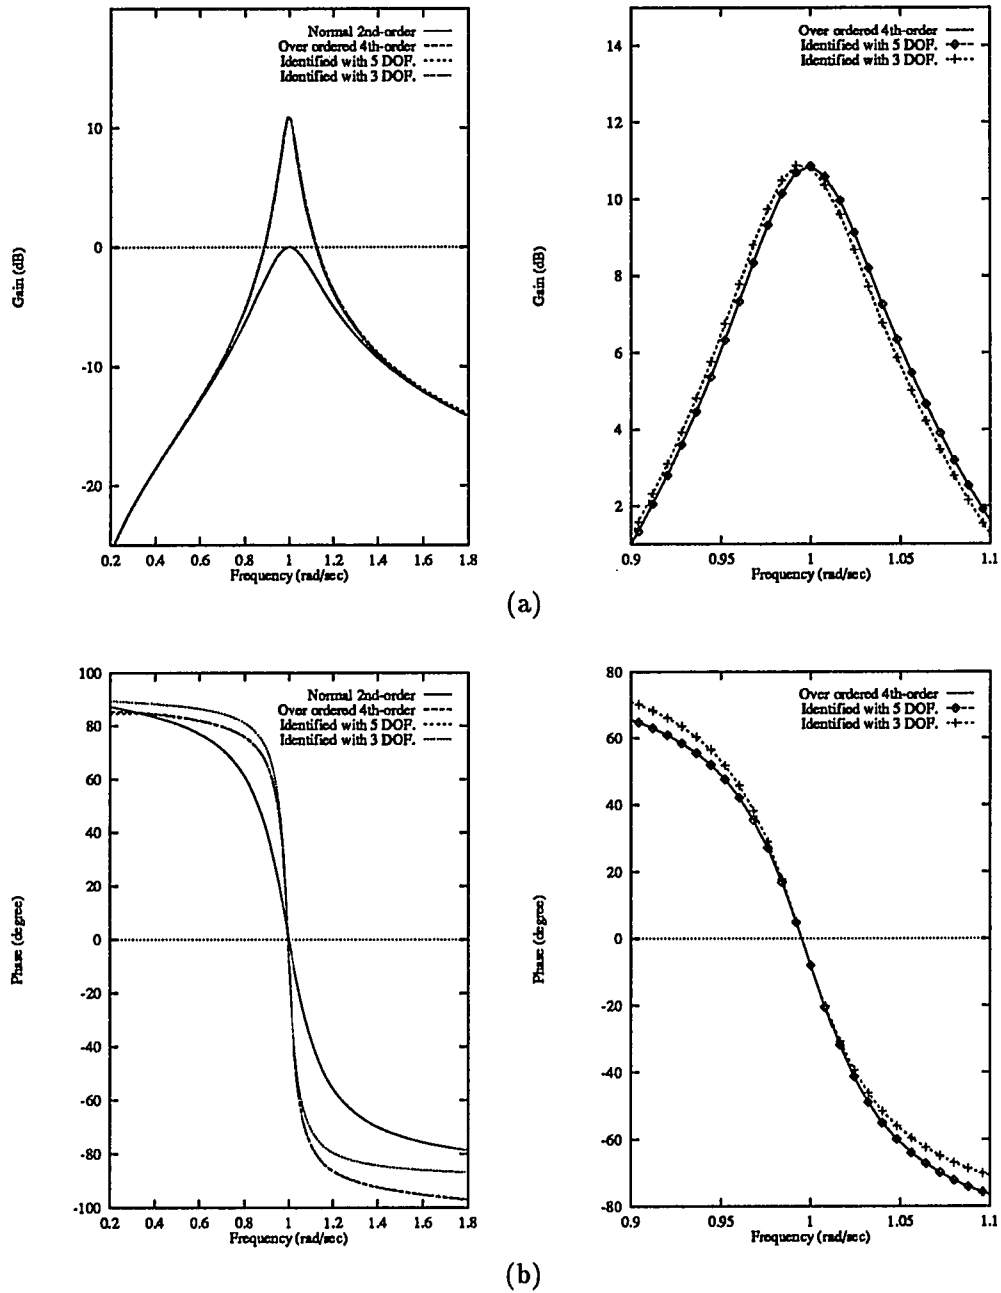 Normal 2nd-order
Over ordered 4th-order
Identified with 5 DOF.
Identified with 3 DOF.
10
0
-10
-20
Gain (dB)
0.2 0.4 0.6 0.8 1 1.2 1.4 1.6 1.8
Frequency (rad/sec)
Over ordered 4th-order
Identified with 5 DOF.
Identified with 3 DOF.
14
12
10
8
6
4
2
Gain (dB)
0.9 0.95 1 1.05 1.1
Frequency (rad/sec)
(a)
Normal 2nd-order
Over ordered 4th-order
Identified with 5 DOF.
Identified with 3 DOF.
100
80
60
40
20
0
-20
-40
-60
-80
-100
Phase (degree)
0.2 0.4 0.6 0.8 1 1.2 1.4 1.6 1.8
Frequency (rad/sec)
Over ordered 4th-order
Identified with 5 DOF.
Identified with 3 DOF.
80
60
40
20
0
-20
-40
-60
-80
Phase (degree)
0.9 0.95 1 1.05 1.1
Frequency (rad/sec)
(b)